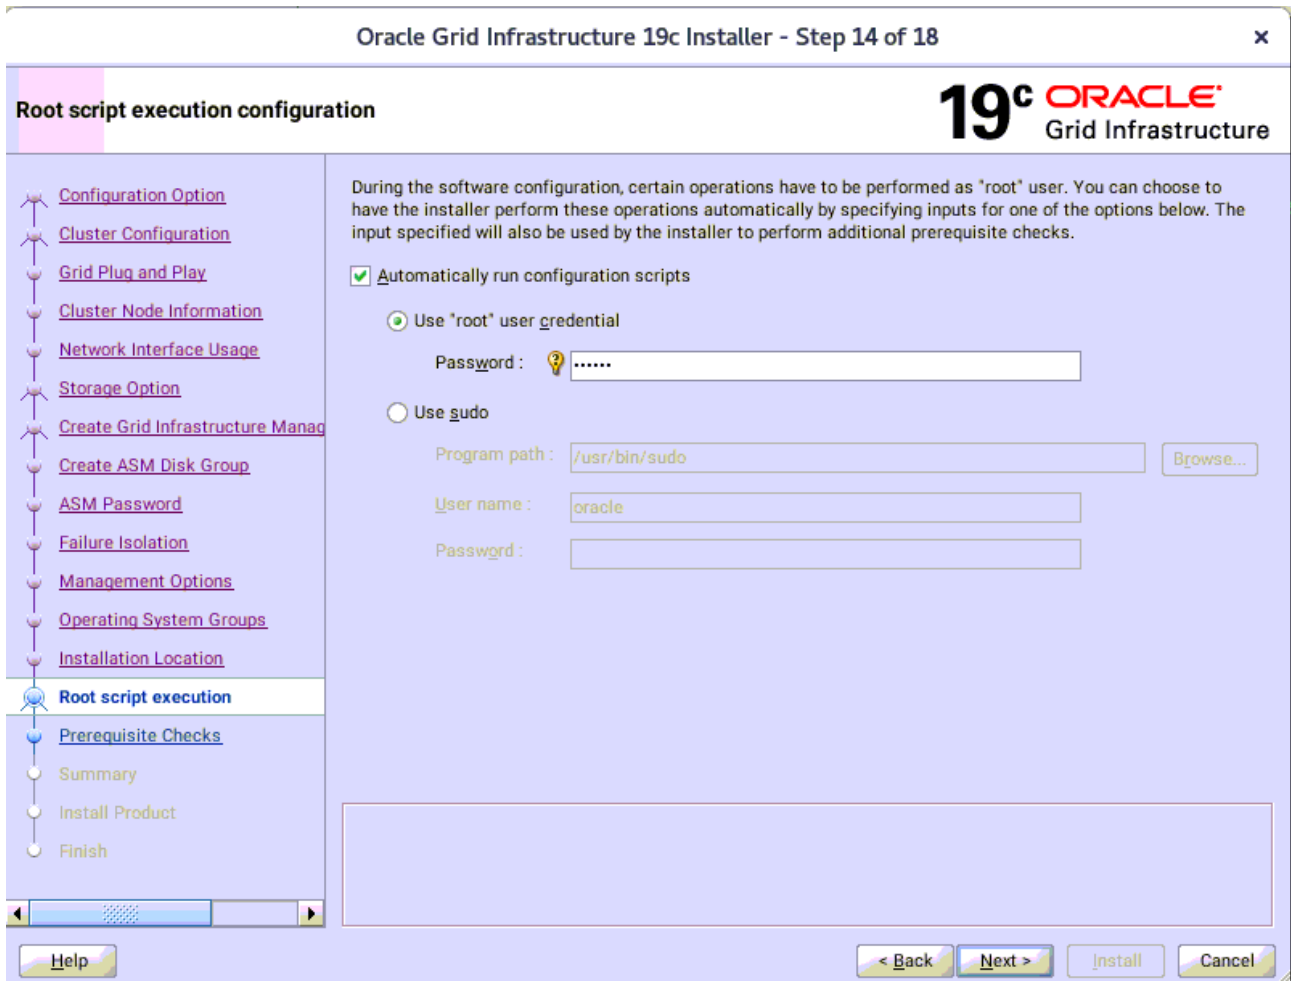 Oracle Grid Infrastructure 19c Installer - Step 14 of 18
Root script execution configuration
19c ORACLE
Grid Infrastructure
Configuration Option
Cluster Configuration
Grid Plug and Play
Cluster Node Information
Network Interface Usage
Storage Option
Create Grid Infrastructure Manag
Create ASM Disk Group
ASM Password
Failure Isolation
Management Options
Operating System Groups
Installation Location
Root script execution
Prerequisite Checks
Summary
Install Product
Finish
During the software configuration, certain operations have to be performed as "root" user. You can choose to
have the installer perform these operations automatically by specifying inputs for one of the options below. The
input specified will also be used by the installer to perform additional prerequisite checks.
Automatically run configuration scripts
Use "root" user credential
Password : ••••••
Use sudo
Program path : /usr/bin/sudo Browse...
User name : oracle
Password :
Help < Back Next > Install Cancel